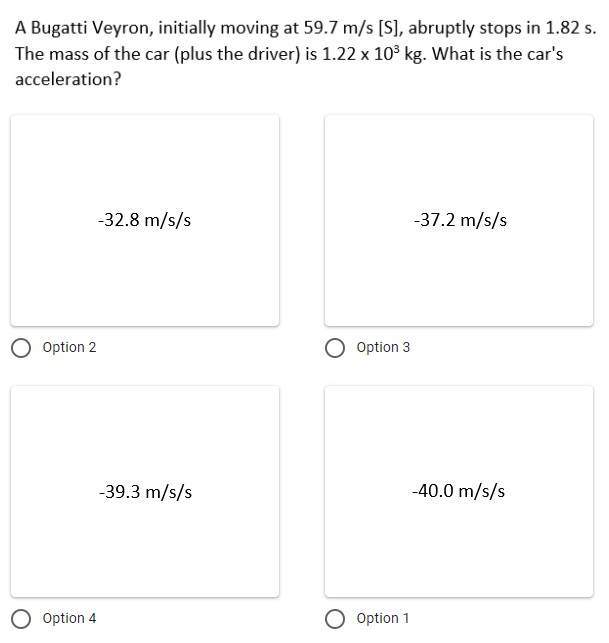 A Bugatti Veyron, initially moving at 59.7 m/s [S], abruptly stops in 1.82 s.
The mass of the car (plus the driver) is 1.22 x 10³ kg. What is the car's
acceleration?
-32.8 m/s/s
-37.2 m/s/s
Option 2
Option 3
-39.3 m/s/s
-40.0 m/s/s
Option 4
Option 1